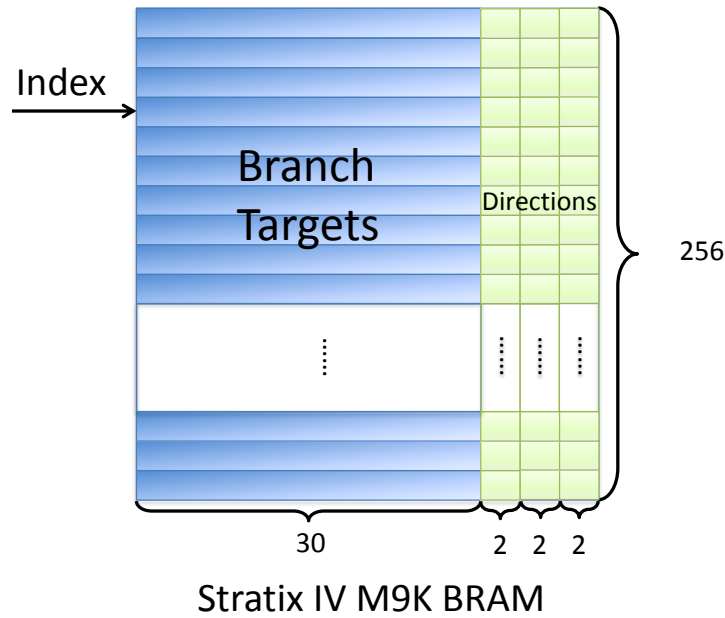 Index
Branch
Targets
Directions
256
......
......
......
......
30
2
2
2
Stratix IV M9K BRAM